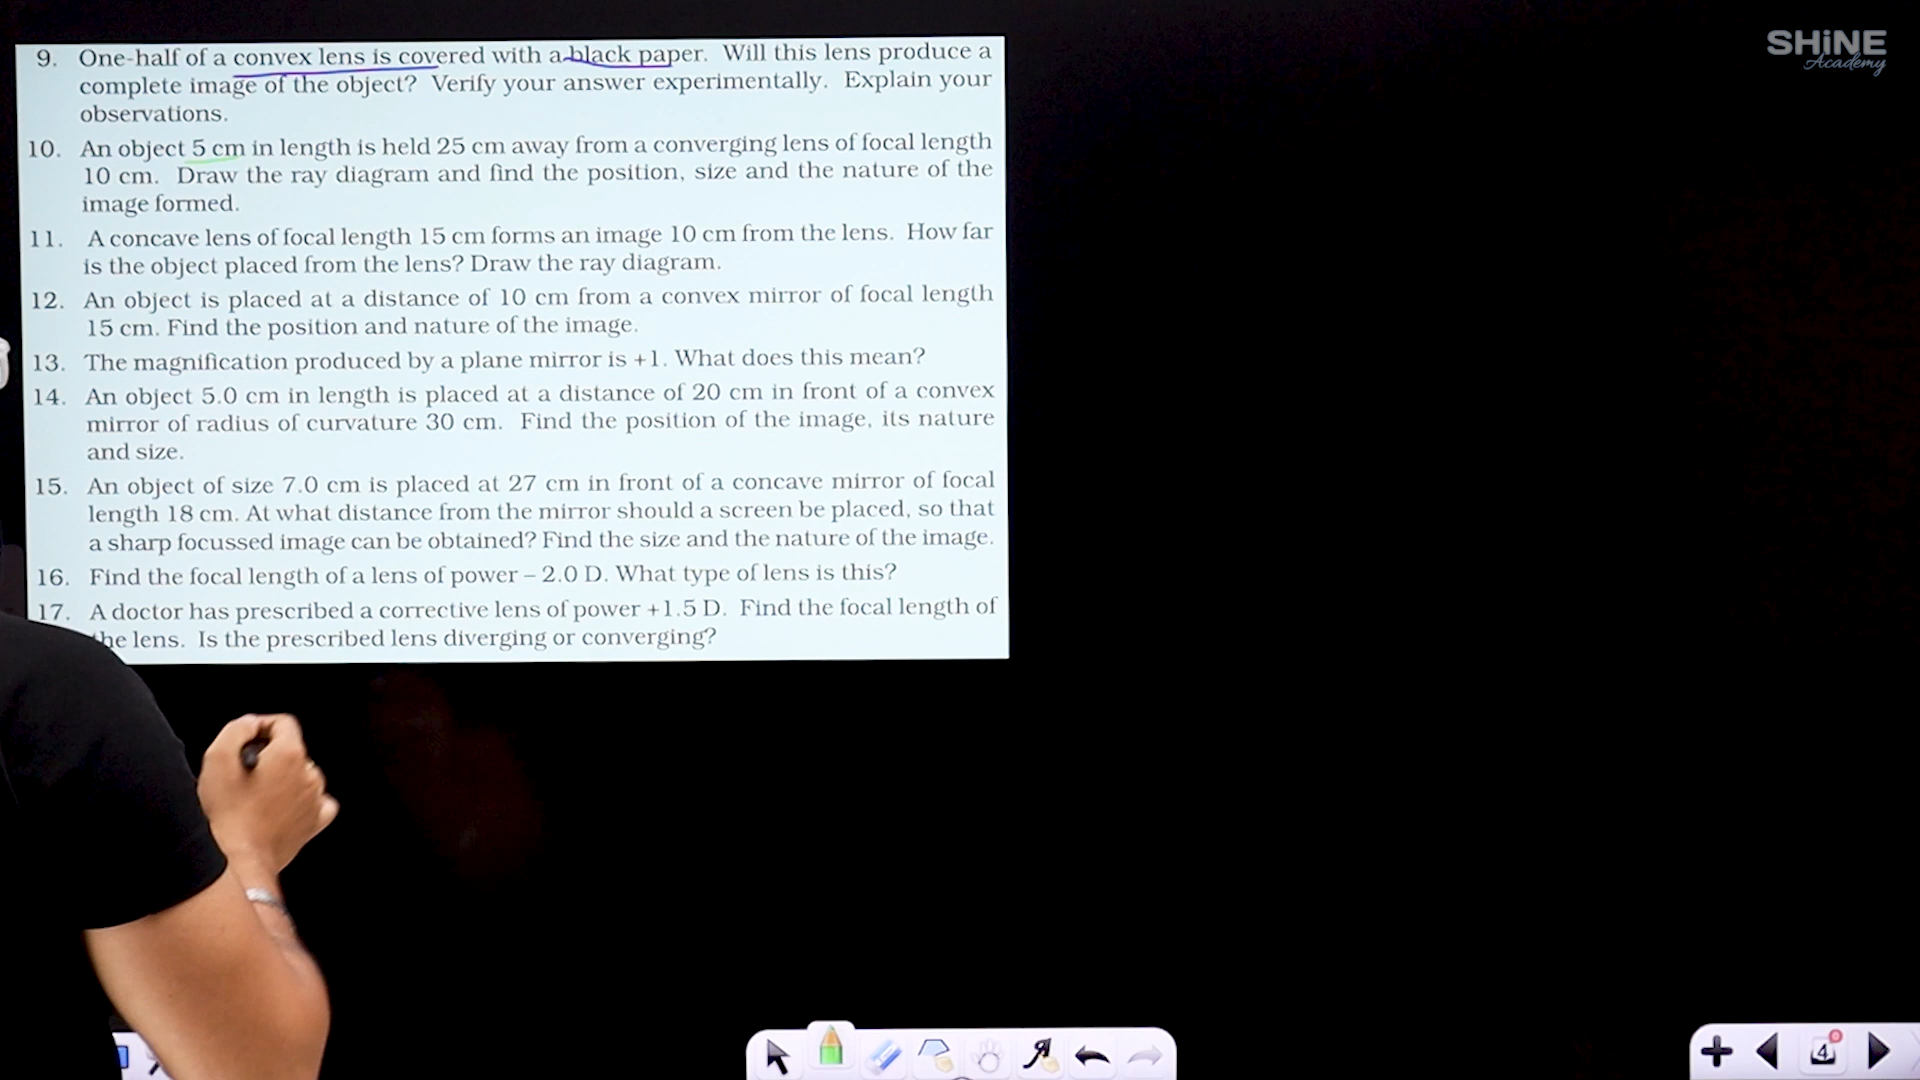 SHiNE
Academy
9. One-half of a convex lens is covered with a black paper. Will this lens produce a
complete image of the object? Verify your answer experimentally. Explain your
observations.
10. An object 5 cm in length is held 25 cm away from a converging lens of focal length
10 cm. Draw the ray diagram and find the position, size and the nature of the
image formed.
11. A concave lens of focal length 15 cm forms an image 10 cm from the lens. How far
is the object placed from the lens? Draw the ray diagram.
12. An object is placed at a distance of 10 cm from a convex mirror of focal length
15 cm. Find the position and nature of the image.
13. The magnification produced by a plane mirror is +1. What does this mean?
14. An object 5.0 cm in length is placed at a distance of 20 cm in front of a convex
mirror of radius of curvature 30 cm. Find the position of the image, its nature
and size.
15. An object of size 7.0 cm is placed at 27 cm in front of a concave mirror of focal
length 18 cm. At what distance from the mirror should a screen be placed, so that
a sharp focussed image can be obtained? Find the size and the nature of the image.
16. Find the focal length of a lens of power – 2.0 D. What type of lens is this?
17. A doctor has prescribed a corrective lens of power +1.5 D. Find the focal length of
he lens. Is the prescribed lens diverging or converging?
4